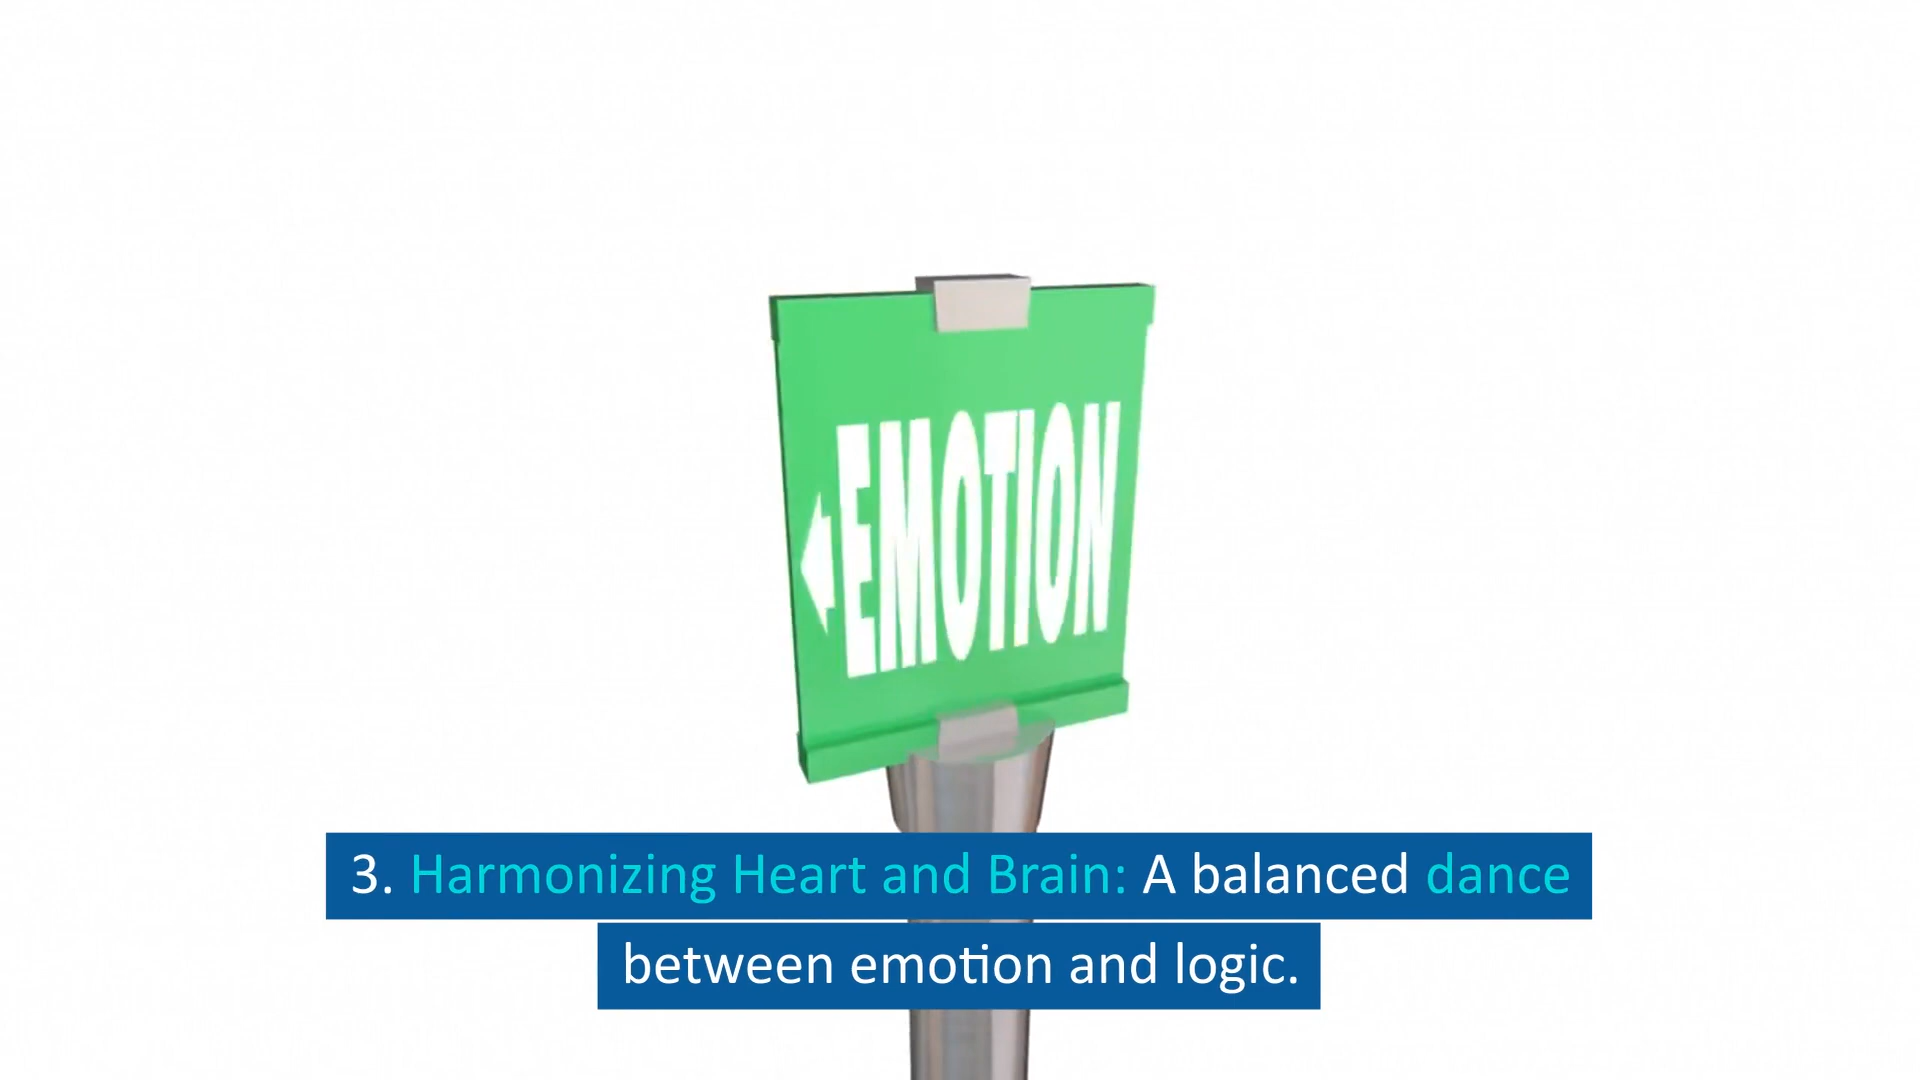 EMOTION
3. Harmonizing Heart and Brain: A balanced dance
between emotion and logic.